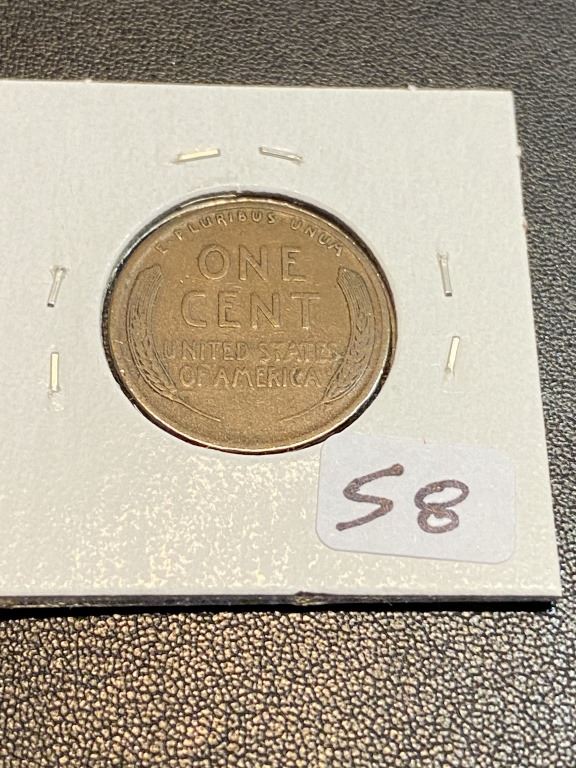 E PLURIBUS UNUM
ONE
CENT
UNITED STATES
OF AMERICA
58